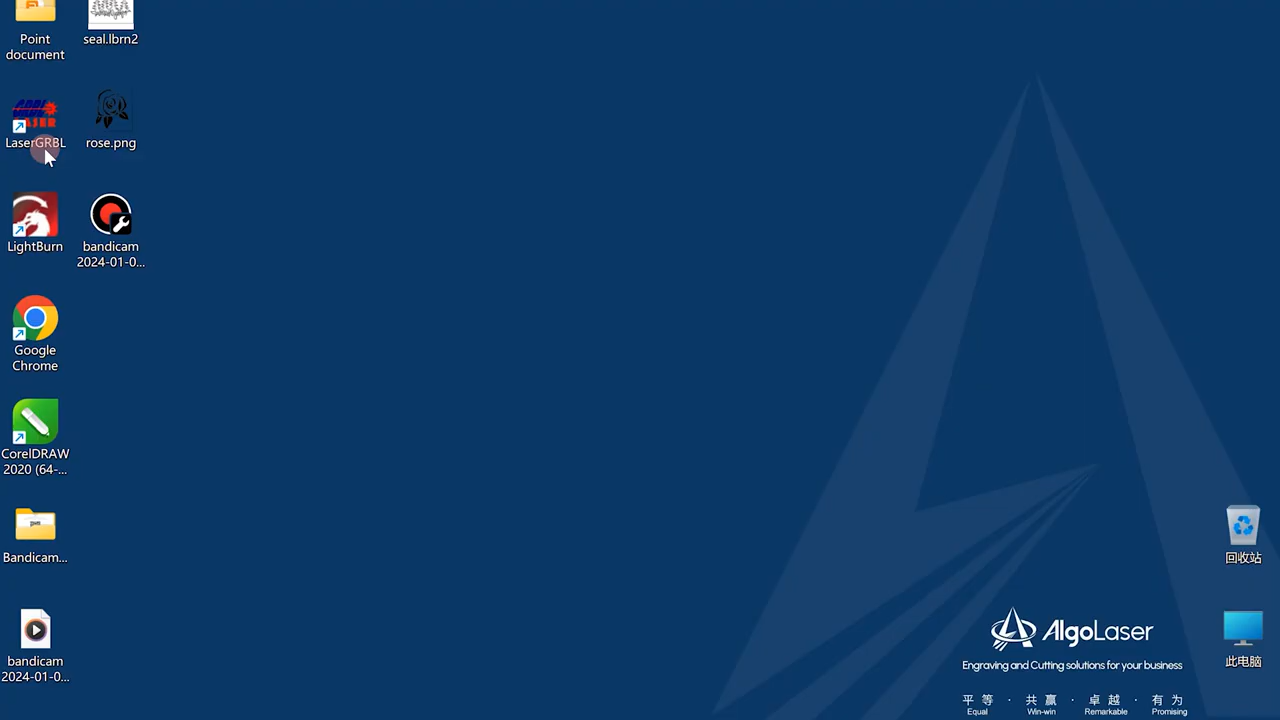 Point
document
seal.lbrn2
LaserGRBL
rose.png
LightBurn
bandicam
2024-01-0...
Google
Chrome
CorelDRAW
2020 (64-...
Bandicam...
bandicam
2024-01-0...
回收站
此电脑
AlgoLaser
Engraving and Cutting solutions for your business
平等 · 共赢 · 卓越 · 有为
Equal Win-win Remarkable Promising